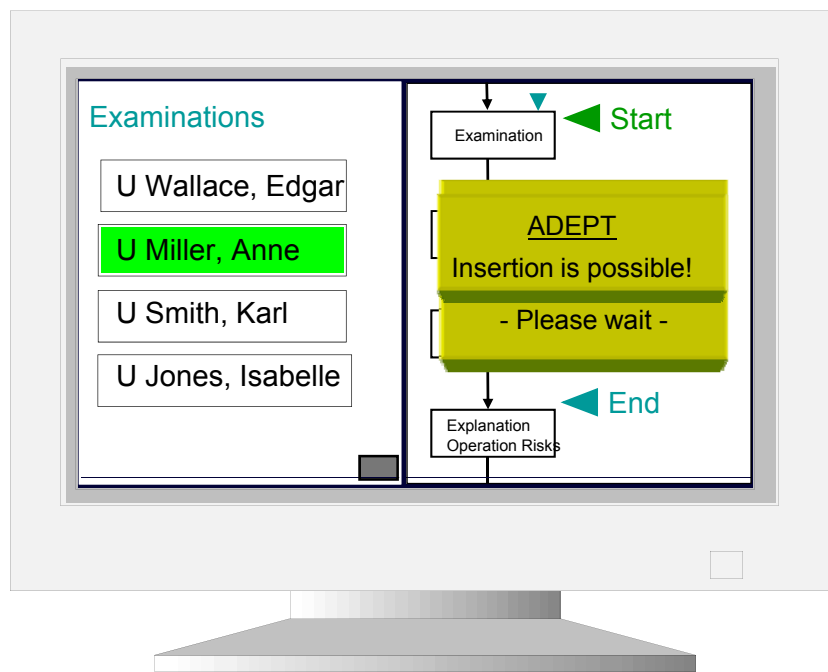 Examinations
U Wallace, Edgar
U Miller, Anne
U Smith, Karl
U Jones, Isabelle
Examination
Start
ADEPT
Insertion is possible!
- Please wait -
End
Explanation
Operation Risks